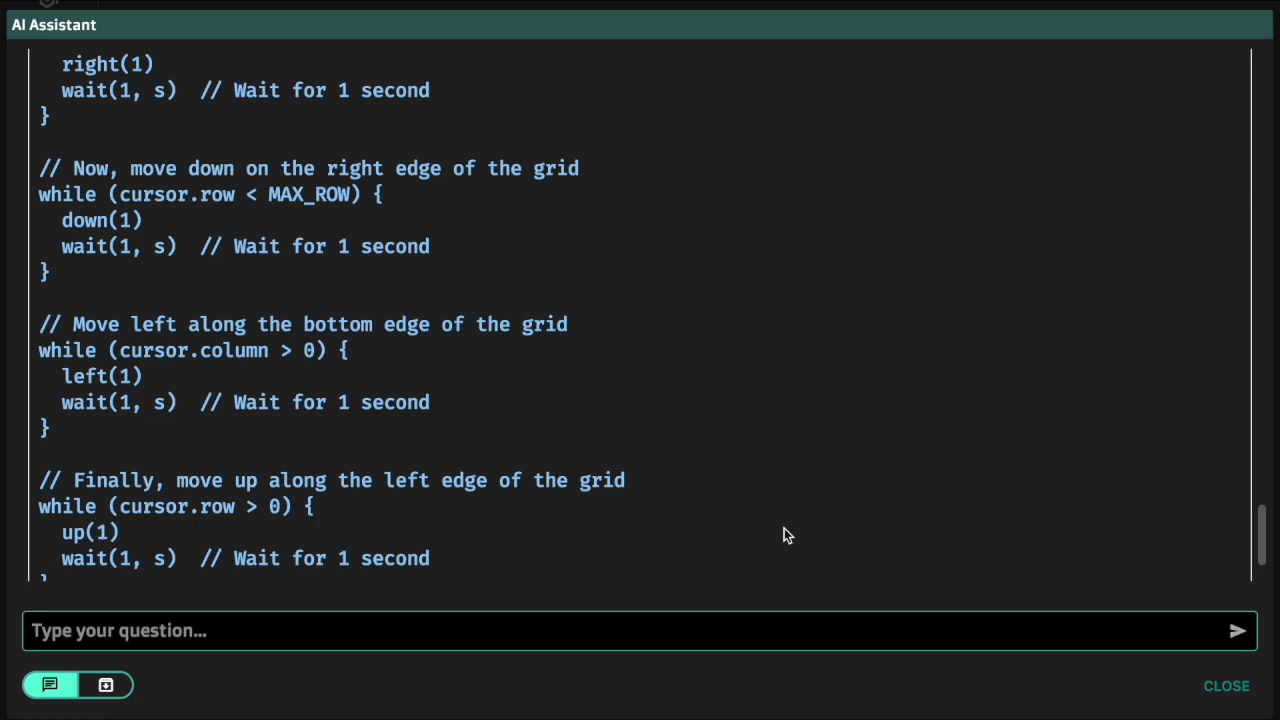 AI Assistant
right(1)
wait(1, s)  // Wait for 1 second
}
// Now, move down on the right edge of the grid
while (cursor.row < MAX_ROW) {
down(1)
wait(1, s)  // Wait for 1 second
}
// Move left along the bottom edge of the grid
while (cursor.column > 0) {
left(1)
wait(1, s)  // Wait for 1 second
}
// Finally, move up along the left edge of the grid
while (cursor.row > 0) {
up(1)
wait(1, s)  // Wait for 1 second
}
Type your question...
CLOSE